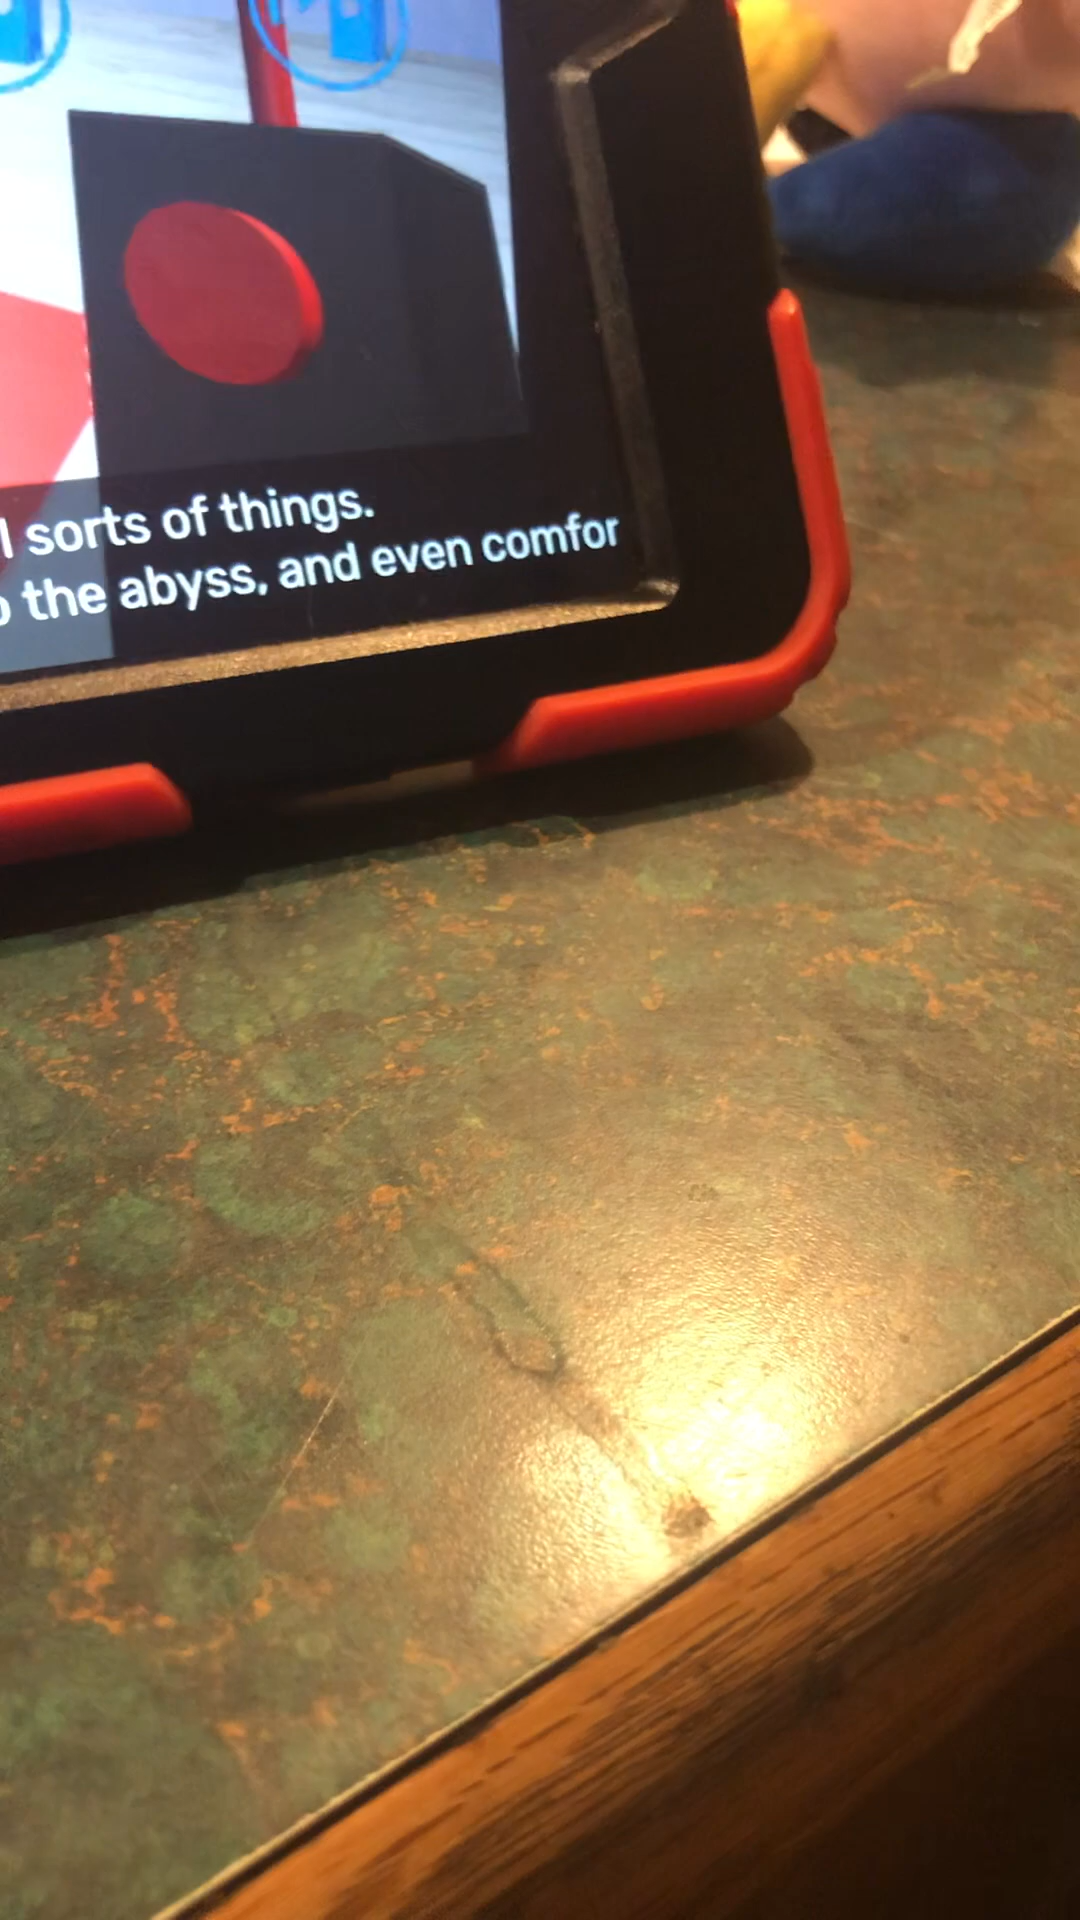 sorts of things.
the abyss, and even comfor